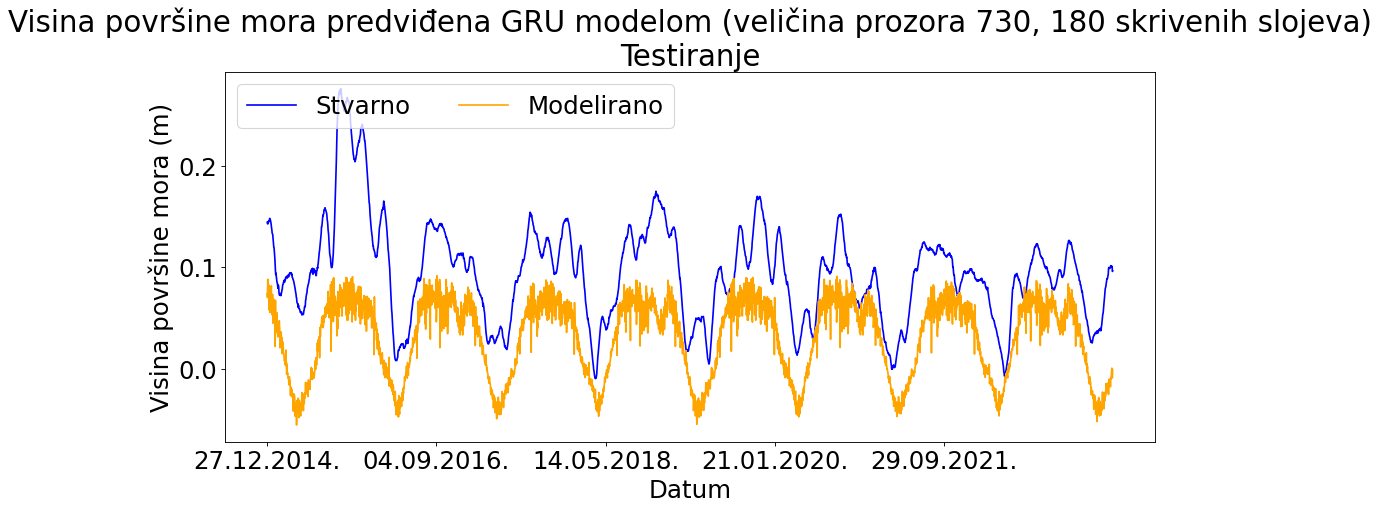 Visina površine mora predviđena GRU modelom (veličina prozora 730, 180 skrivenih slojeva)
Testiranje
Stvarno
Modelirano
Visina površine mora (m)
0.2
0.1
0.0
27.12.2014.
04.09.2016.
14.05.2018.
21.01.2020.
29.09.2021.
Datum